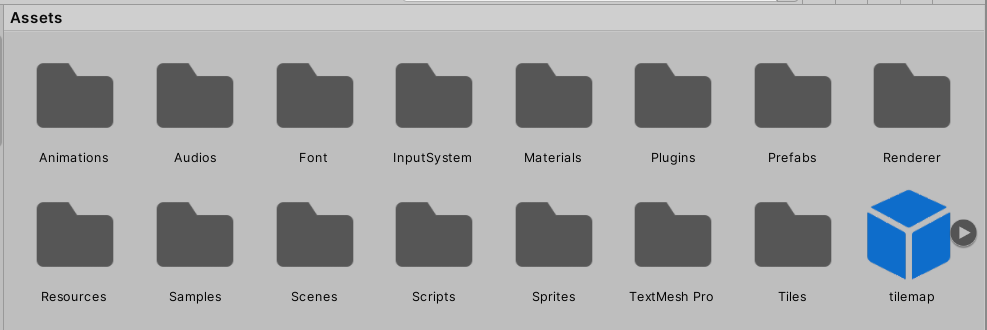 Assets
Animations Audios Font InputSystem Materials Plugins Prefabs Renderer
Resources Samples Scenes Scripts Sprites TextMesh Pro Tiles tilemap